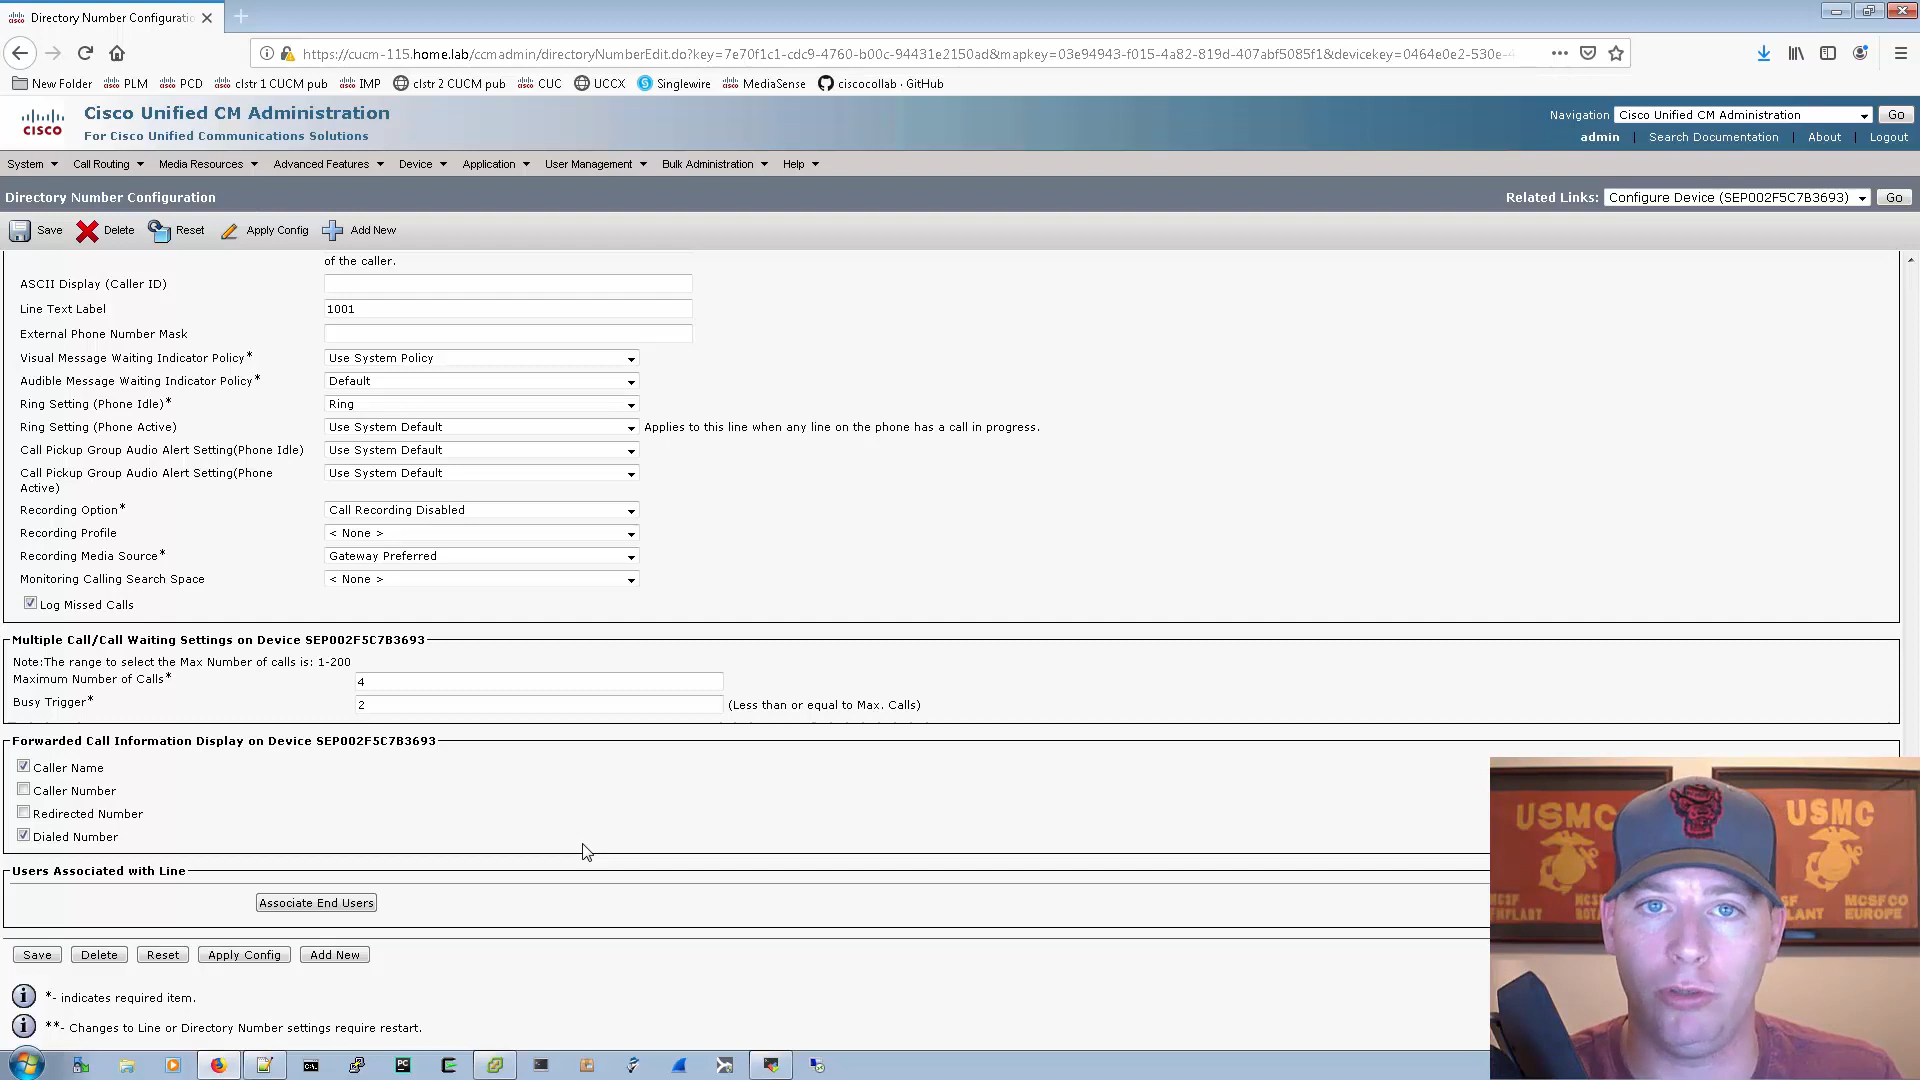 Directory Number Configuratio
https://cucm-115.home.lab/ccmadmin/directoryNumberEdit.do?key=7e70f1c1-cdc9-4760-b00c-94431e2150ad&mapkey=03e94943-f015-4a82-819d-407abf5085f1&devicekey=0464e0e2-530e-4
New Folder PLM PCD clstr 1 CUCM pub IMP clstr 2 CUCM pub CUC UCCX Singlewire MediaSense ciscocollab · GitHub
Cisco Unified CM Administration
For Cisco Unified Communications Solutions
CISCO
Navigation Cisco Unified CM Administration Go
admin | Search Documentation | About | Logout
System Call Routing Media Resources Advanced Features Device Application User Management Bulk Administration Help
Directory Number Configuration
Related Links: Configure Device (SEP002F5C7B3693) Go
Save Delete Reset Apply Config Add New
of the caller.
ASCII Display (Caller ID)
Line Text Label 1001
External Phone Number Mask
Visual Message Waiting Indicator Policy* Use System Policy
Audible Message Waiting Indicator Policy* Default
Ring Setting (Phone Idle)* Ring
Ring Setting (Phone Active) Use System Default Applies to this line when any line on the phone has a call in progress.
Call Pickup Group Audio Alert Setting(Phone Idle) Use System Default
Call Pickup Group Audio Alert Setting(Phone Use System Default
Active)
Recording Option* Call Recording Disabled
Recording Profile < None >
Recording Media Source* Gateway Preferred
Monitoring Calling Search Space < None >
Log Missed Calls
Multiple Call/Call Waiting Settings on Device SEP002F5C7B3693
Note:The range to select the Max Number of calls is: 1-200
Maximum Number of Calls* 4
Busy Trigger* 2 (Less than or equal to Max. Calls)
Forwarded Call Information Display on Device SEP002F5C7B3693
Caller Name
Caller Number
Redirected Number
Dialed Number
Users Associated with Line
Associate End Users
Save Delete Reset Apply Config Add New
*- indicates required item.
**- Changes to Line or Directory Number settings require restart.
USMC
USMC
MCSFCO
EUROPE